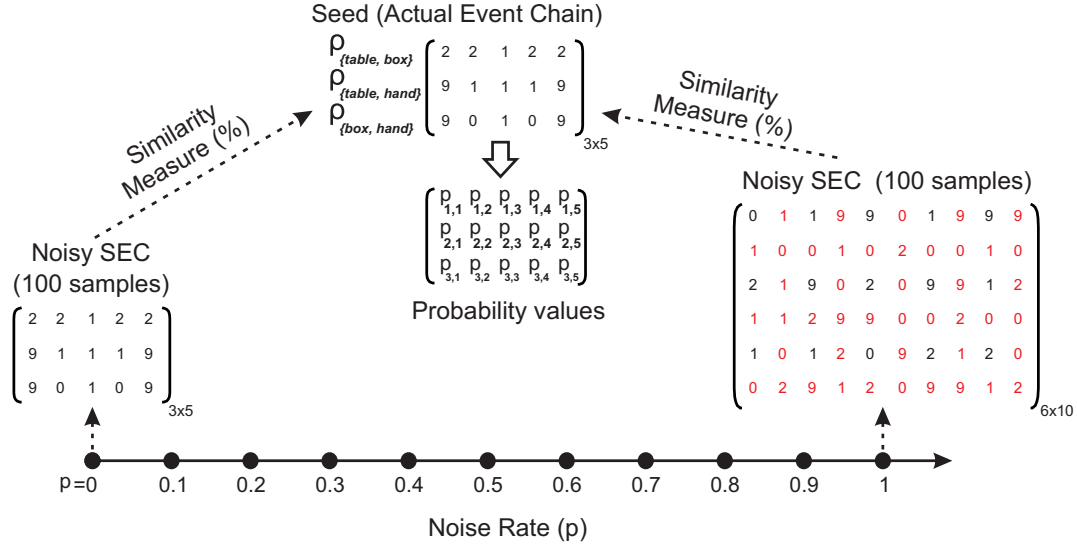 Seed (Actual Event Chain)
ρ{table, box} 2 2 1 2 2
ρ{table, hand} 9 1 1 1 9
ρ{box, hand} 9 0 1 0 9
3x5
Similarity
Measure (%)
Similarity
Measure (%)
p1,1 p1,2 p1,3 p1,4 p1,5
p2,1 p2,2 p2,3 p2,4 p2,5
p3,1 p3,2 p3,3 p3,4 p3,5
Probability values
Noisy SEC
(100 samples)
2 2 1 2 2
9 1 1 1 9
9 0 1 0 9
3x5
Noisy SEC (100 samples)
0 1 1 9 9 0 1 9 9 9
1 0 0 1 0 2 0 0 1 0
2 1 9 0 2 0 9 9 1 2
1 1 2 9 9 0 0 2 0 0
1 0 1 2 0 9 2 1 2 0
0 2 9 1 2 0 9 9 1 2
6x10
p=0 0.1 0.2 0.3 0.4 0.5 0.6 0.7 0.8 0.9 1
Noise Rate (p)